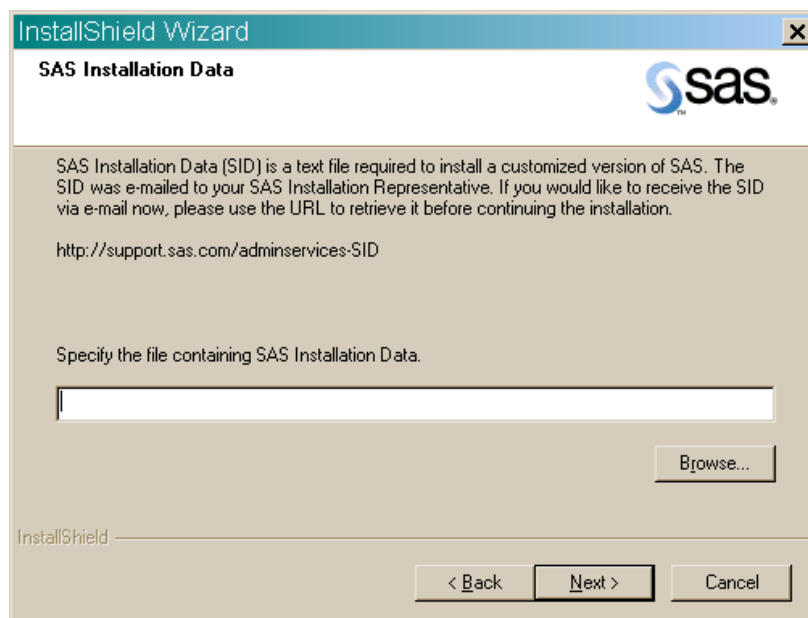 InstallShield Wizard
SAS Installation Data
sas.
TM
®
SAS Installation Data (SID) is a text file required to install a customized version of SAS. The
SID was e-mailed to your SAS Installation Representative. If you would like to receive the SID
via e-mail now, please use the URL to retrieve it before continuing the installation.
http://support.sas.com/adminservices-SID
Specify the file containing SAS Installation Data.
Browse...
InstallShield
< Back
Next >
Cancel